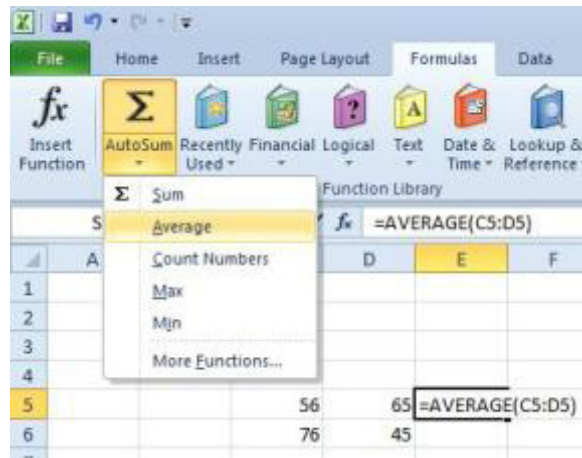 File Home Insert Page Layout Formulas Data
fx Σ ? A
Insert AutoSum Recently Financial Logical Text Date & Lookup &
Function Used Time Reference
Σ Sum
Function Library
S fx =AVERAGE(C5:D5)
Average
A D E F
Count Numbers
1
Max
2
Min
3
More Functions...
4
5 56 65 =AVERAGE(C5:D5)
6 76 45